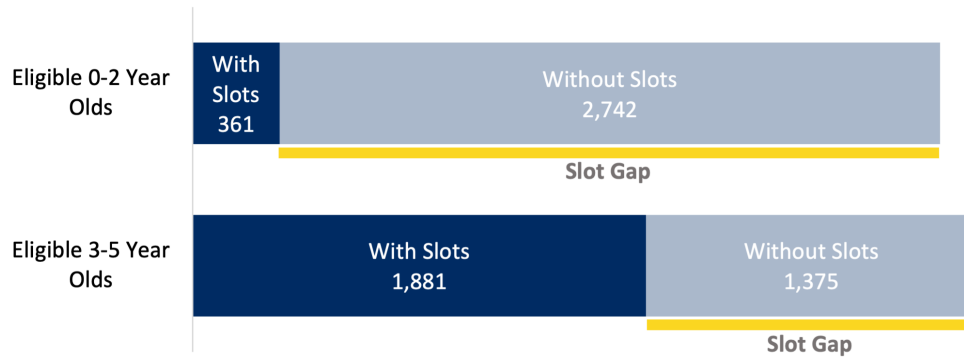 Eligible 0-2 Year
Olds
With
Slots
361
Without Slots
2,742
Slot Gap
Eligible 3-5 Year
Olds
With Slots
1,881
Without Slots
1,375
Slot Gap